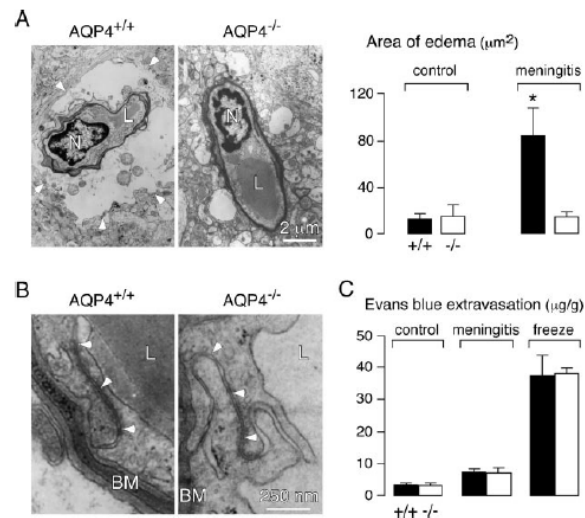 A
AQP4+/+ AQP4-/-
N L
N L
2 μm
Area of edema (μm2)
control meningitis
120
80
40
0
*
+/+ -/-
B
AQP4+/+ AQP4-/-
L
L
BM
BM
250 nm
C
Evans blue extravasation (μg/g)
control meningitis freeze
50
40
30
20
10
0
+/+ -/-